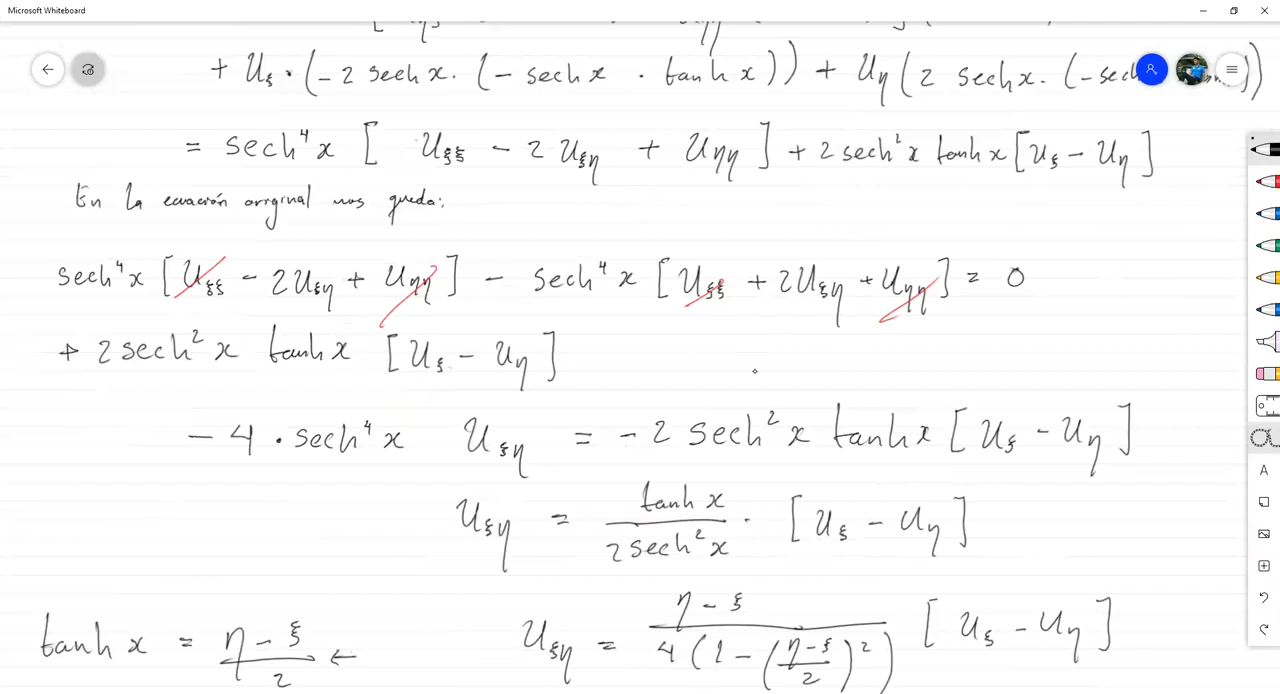 Microsoft Whiteboard
+ U_ξ · (-2 sech x · (- sech x · tanh x)) + U_η (2 sech x · (-sech
= sech⁴x [ U_ξξ - 2 U_ξη + U_ηη ] + 2 sech²x tanh x [U_ξ - U_η]
En la ecuación original nos queda:
sech⁴x [U_ξξ - 2U_ξη + U_ηη] - sech⁴x [U_ξξ + 2U_ξη + U_ηη] = 0
+ 2 sech²x tanh x [U_ξ - U_η]
- 4 · sech⁴x U_ξη = - 2 sech²x tanh x [U_ξ - U_η]
U_ξη = tanh x / 2 sech²x · [U_ξ - U_η]
tanh x = η - ξ / 2 ← U_ξη = η - ξ / 4(1 - (η-ξ / 2)²) [U_ξ - U_η]